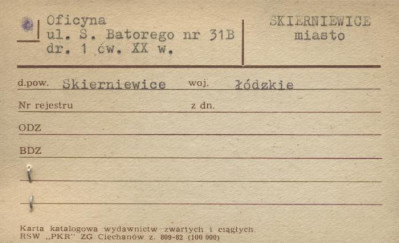 Oficyna
ul. S. Batorego nr 31B
dr. 1 ćw. XX w.
SKIERNIEWICE
miasto
d.pow. Skierniewice woj. łódzkie
Nr rejestru z dn.
ODZ
BDZ
Karta katalogowa wydawnictw zwartych i ciągłych.
RSW „PKR” ZG Ciechanów z. 809-82 (100 000)